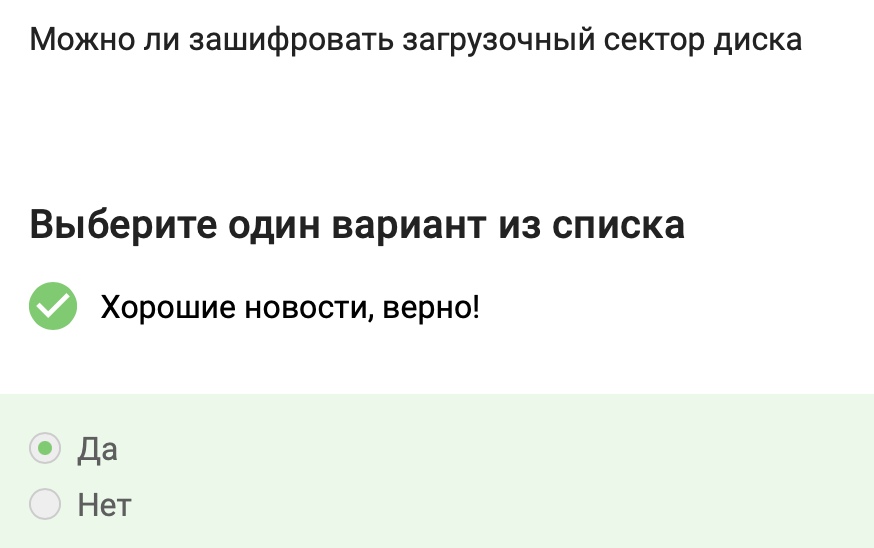 Можно ли зашифровать загрузочный сектор диска
Выберите один вариант из списка
Хорошие новости, верно!
Да
Нет